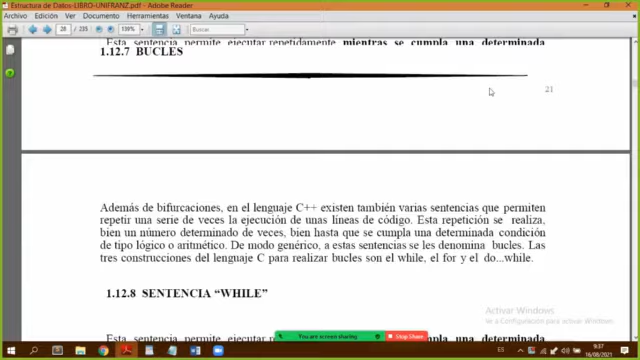 Estructura de Datos-LIBRO-UNIFRANZ.pdf - Adobe Reader
Archivo Edición Ver Documento Herramientas Ventana Ayuda
28 / 235 139% Buscar
Esta sentencia permite ejecutar repetidamente mientras se cumpla una determinada
1.12.7 BUCLES
21
Además de bifurcaciones, en el lenguaje C++ existen también varias sentencias que permiten
repetir una serie de veces la ejecución de unas líneas de código. Esta repetición se realiza,
bien un número determinado de veces, bien hasta que se cumpla una determinada condición
de tipo lógico o aritmético. De modo genérico, a estas sentencias se les denomina bucles. Las
tres construcciones del lenguaje C para realizar bucles son el while, el for y el do...while.
1.12.8 SENTENCIA “WHILE”
Activar Windows
Ve a Configuración para activar Windows
Esta sentencia permite ejecutar
You are screen sharing Stop Share
la una determinada
ES 9:37
16/08/2021